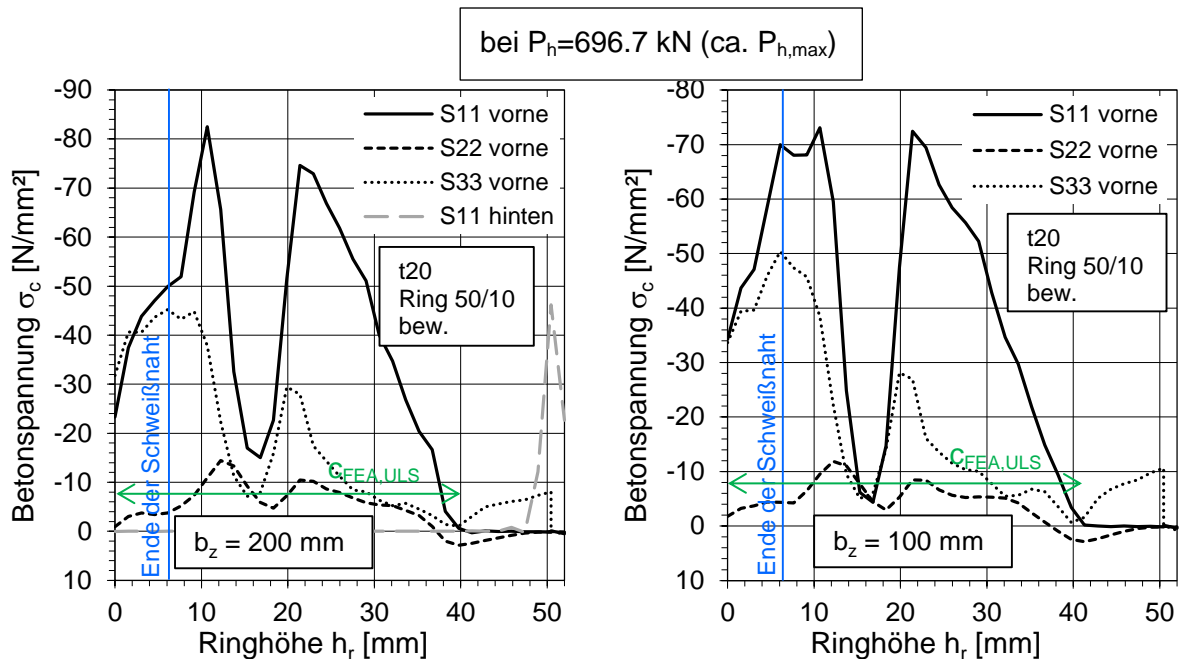 bei Ph=696.7 kN (ca. Ph,max)
Betonspannung σc [N/mm²]
-90
-80
-70
-60
-50
-40
-30
-20
-10
0
10
S11 vorne
S22 vorne
S33 vorne
S11 hinten
t20
Ring 50/10
bew.
Ende der Schweißnaht
cFEA,ULS
bz = 200 mm
0 10 20 30 40 50
Ringhöhe hr [mm]
Betonspannung σc [N/mm²]
-80
-70
-60
-50
-40
-30
-20
-10
0
10
S11 vorne
S22 vorne
S33 vorne
t20
Ring 50/10
bew.
Ende der Schweißnaht
cFEA,ULS
bz = 100 mm
0 10 20 30 40 50
Ringhöhe hr [mm]